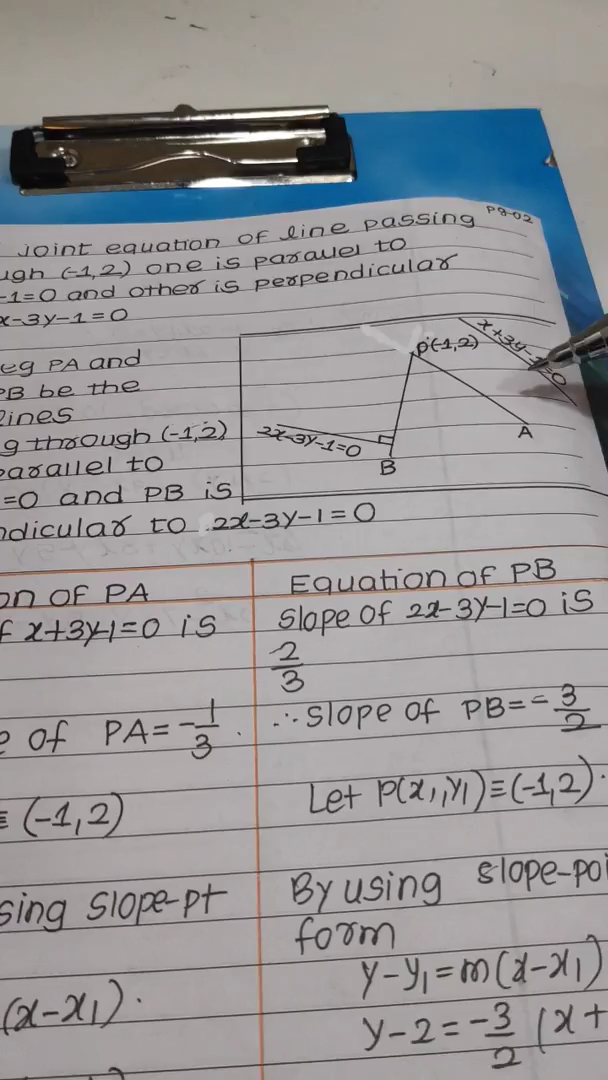 pg-02
Joint equation of line passing
ugh (-1,2) one is parallel to
-1=0 and other is perpendicular
x-3y-1=0
eg PA and
PB be the
lines
g through (-1,2)
parallel to
=0 and PB is
ndicular to 2x-3y-1=0
P(-1,2)
x+3y-1=0
A
2x-3y-1=0
B
on of PA
f x+3y-1=0 is
e of PA=-1/3.
≡(-1,2)
sing slope-pt
(x-x₁).
Equation of PB
slope of 2x-3y-1=0 is
2/3
∴slope of PB=-3/2
Let P(x₁,y₁)≡(-1,2).
By using slope-poi
form
y-y₁=m(x-x₁)
y-2=-3/2(x+